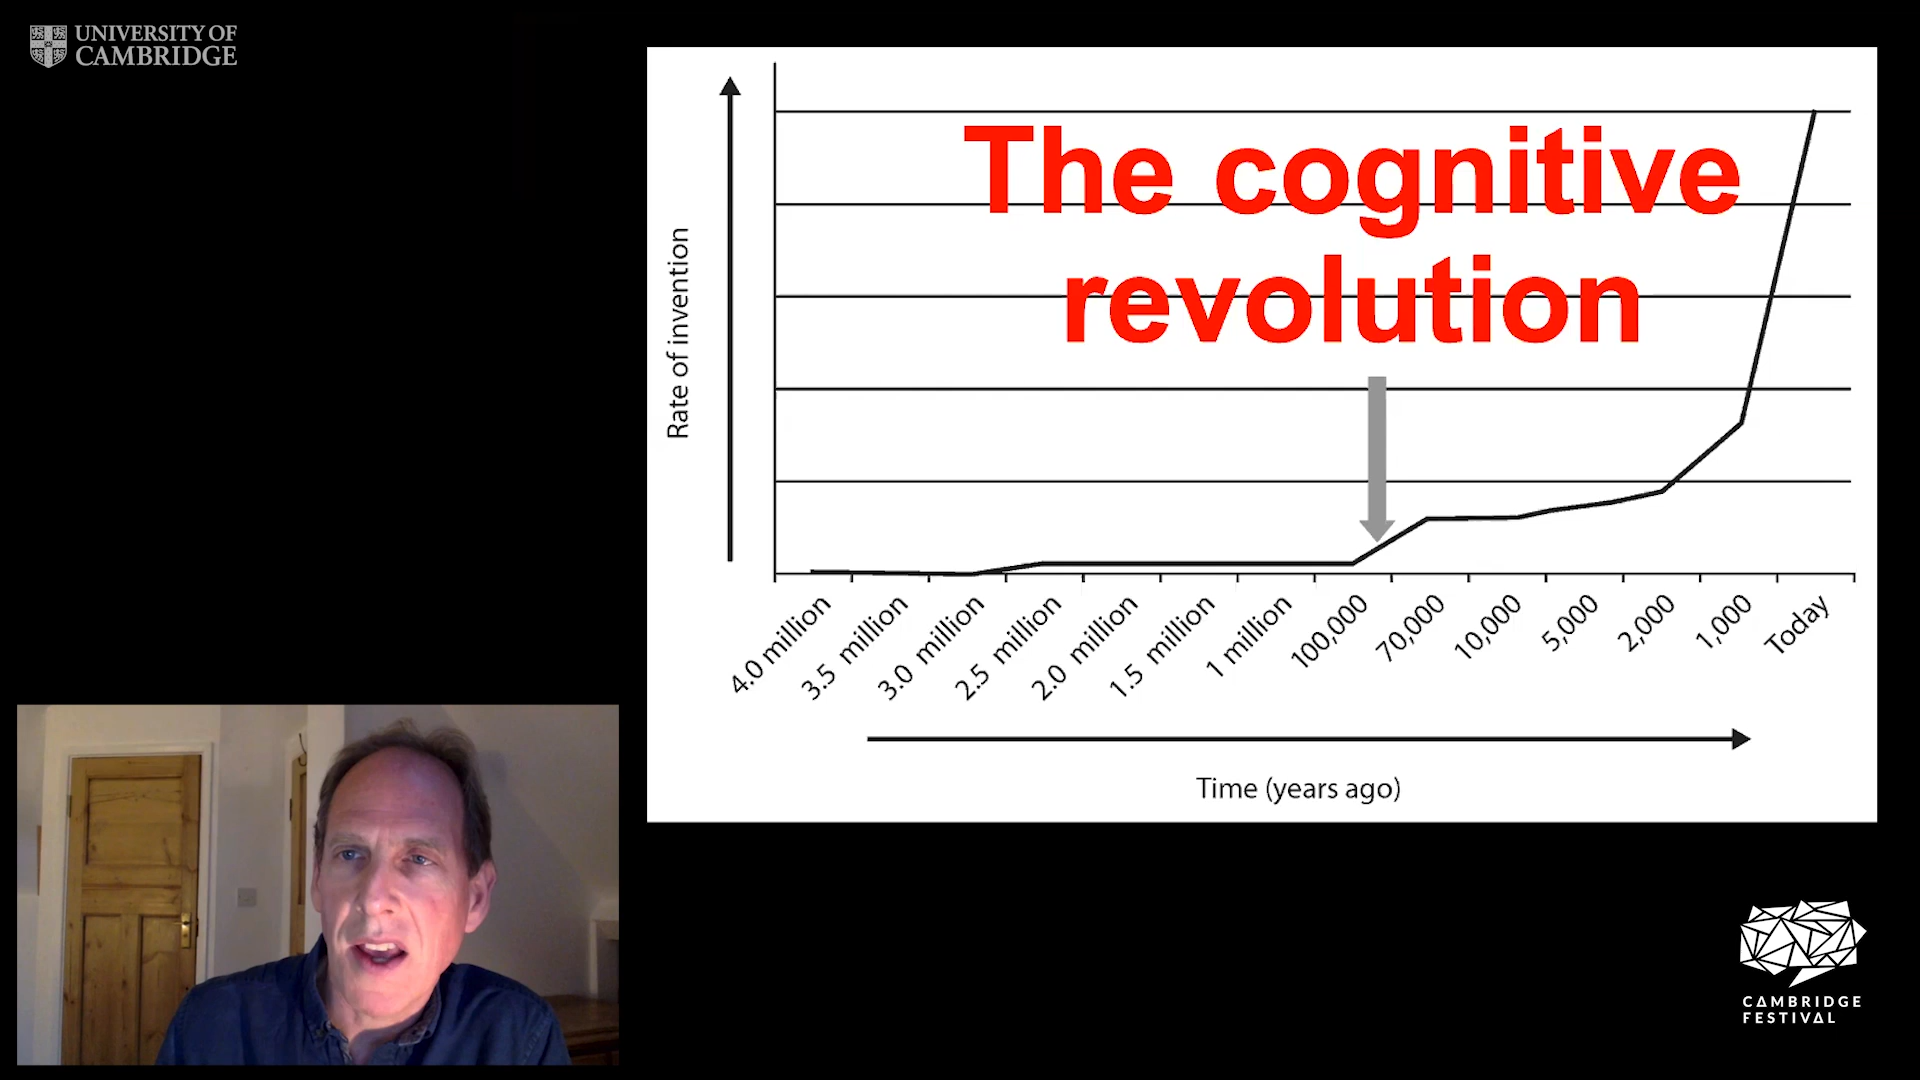 UNIVERSITY OF
CAMBRIDGE
The cognitive
revolution
Rate of invention
4.0 million
3.5 million
3.0 million
2.5 million
2.0 million
1.5 million
1 million
100,000
70,000
10,000
5,000
2,000
1,000
Today
Time (years ago)
CAMBRIDGE
FESTIVAL